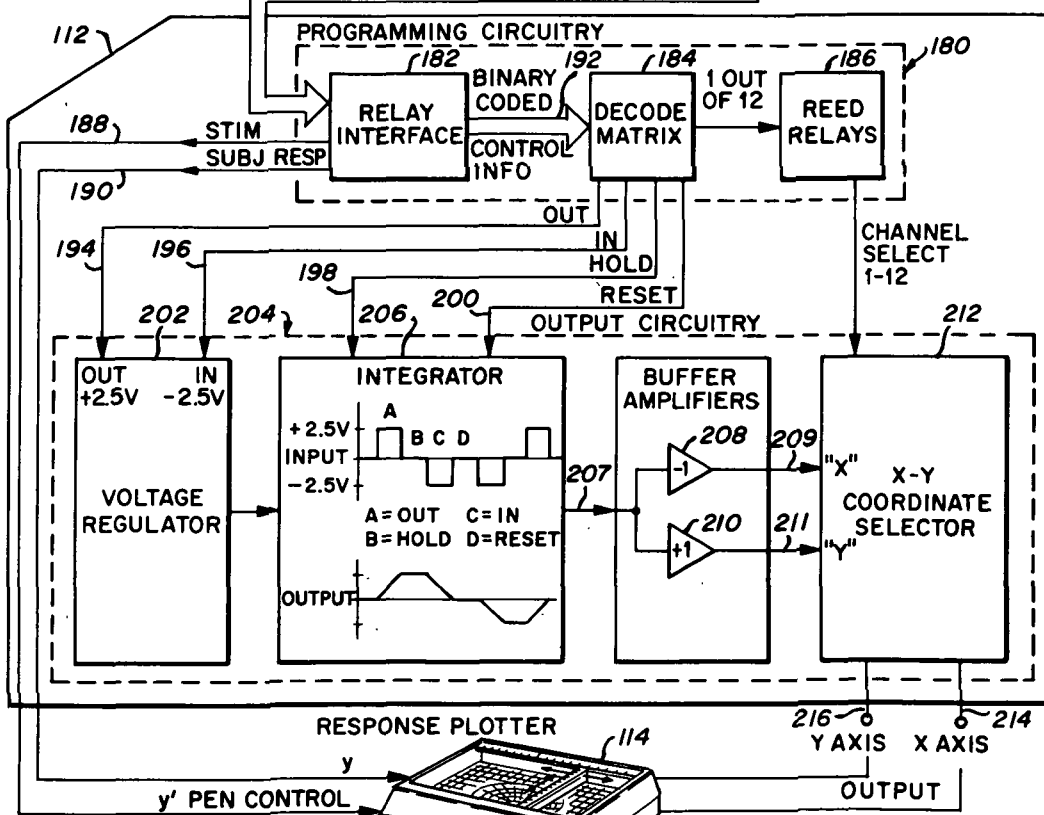 112
PROGRAMMING CIRCUITRY
180
182
192
184
186
RELAY INTERFACE
BINARY CODED
CONTROL INFO
DECODE MATRIX
1 OUT OF 12
REED RELAYS
188
STIM
SUBJ RESP
190
OUT
IN
HOLD
RESET
194
196
198
200
CHANNEL SELECT 1-12
202
204
206
OUTPUT CIRCUITRY
212
OUT +2.5V
IN -2.5V
VOLTAGE REGULATOR
INTEGRATOR
A
+2.5V
B C D
INPUT
-2.5V
A=OUT C=IN
B=HOLD D=RESET
OUTPUT
207
BUFFER AMPLIFIERS
208
-1
209
210
+1
211
"X"
"Y"
X-Y COORDINATE SELECTOR
216
214
Y AXIS X AXIS
RESPONSE PLOTTER
114
y
y' PEN CONTROL
OUTPUT